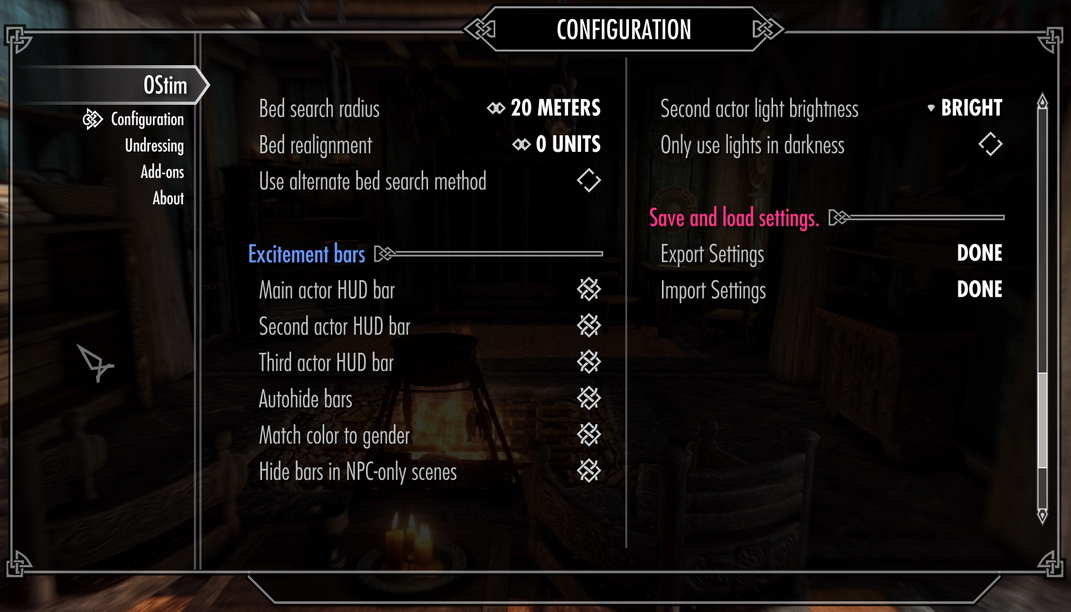 CONFIGURATION
OStim
Configuration
Undressing
Add-ons
About
Bed search radius 20 METERS
Bed realignment 0 UNITS
Use alternate bed search method
Excitement bars
Main actor HUD bar
Second actor HUD bar
Third actor HUD bar
Autohide bars
Match color to gender
Hide bars in NPC-only scenes
Second actor light brightness BRIGHT
Only use lights in darkness
Save and load settings.
Export Settings DONE
Import Settings DONE